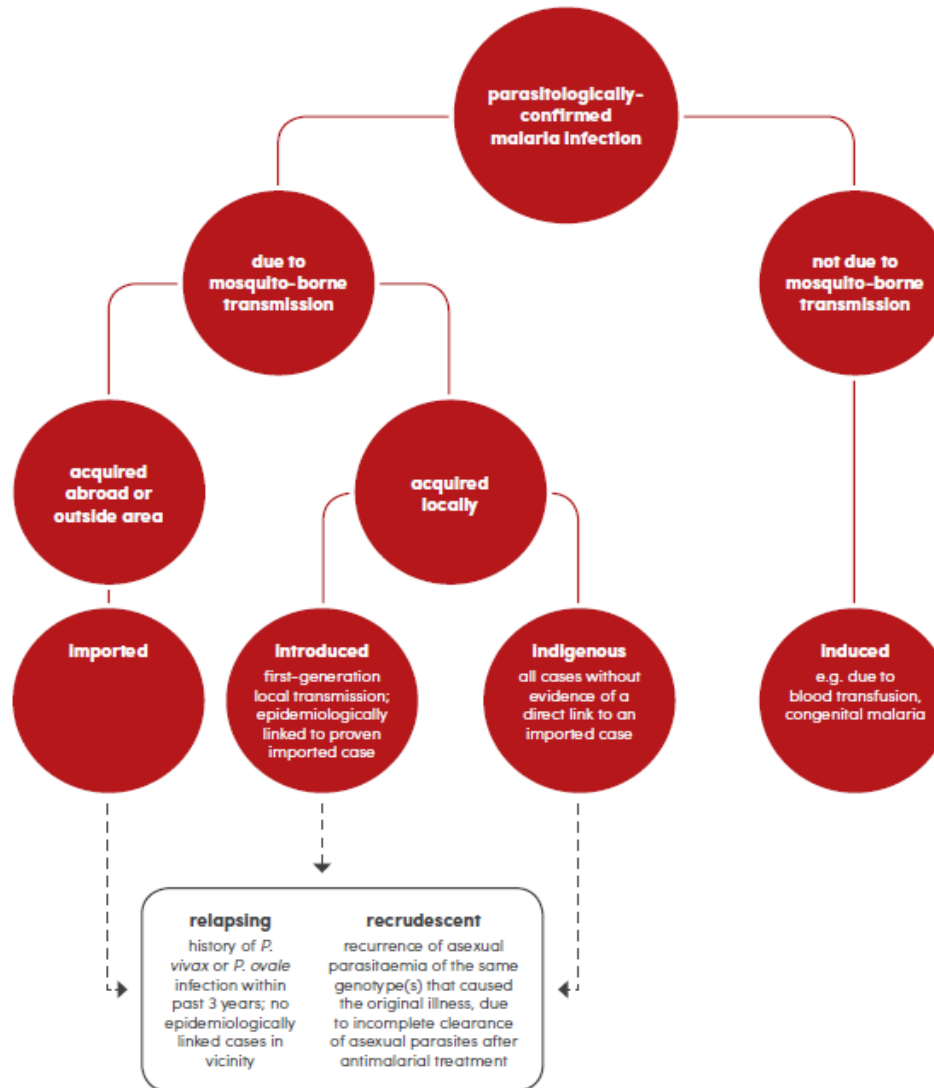 parasitologically-
confirmed
malaria infection
due to
mosquito-borne
transmission
not due to
mosquito-borne
transmission
acquired
abroad or
outside area
acquired
locally
imported
introduced
first-generation
local transmission;
epidemiologically
linked to proven
imported case
indigenous
all cases without
evidence of a
direct link to an
imported case
induced
e.g. due to
blood transfusion,
congenital malaria
relapsing
history of P.
vivax or P. ovale
infection within
past 3 years; no
epidemiologically
linked cases in
vicinity
recrudescent
recurrence of asexual
parasitaemia of the same
genotype(s) that caused
the original illness, due
to incomplete clearance
of asexual parasites after
antimalarial treatment